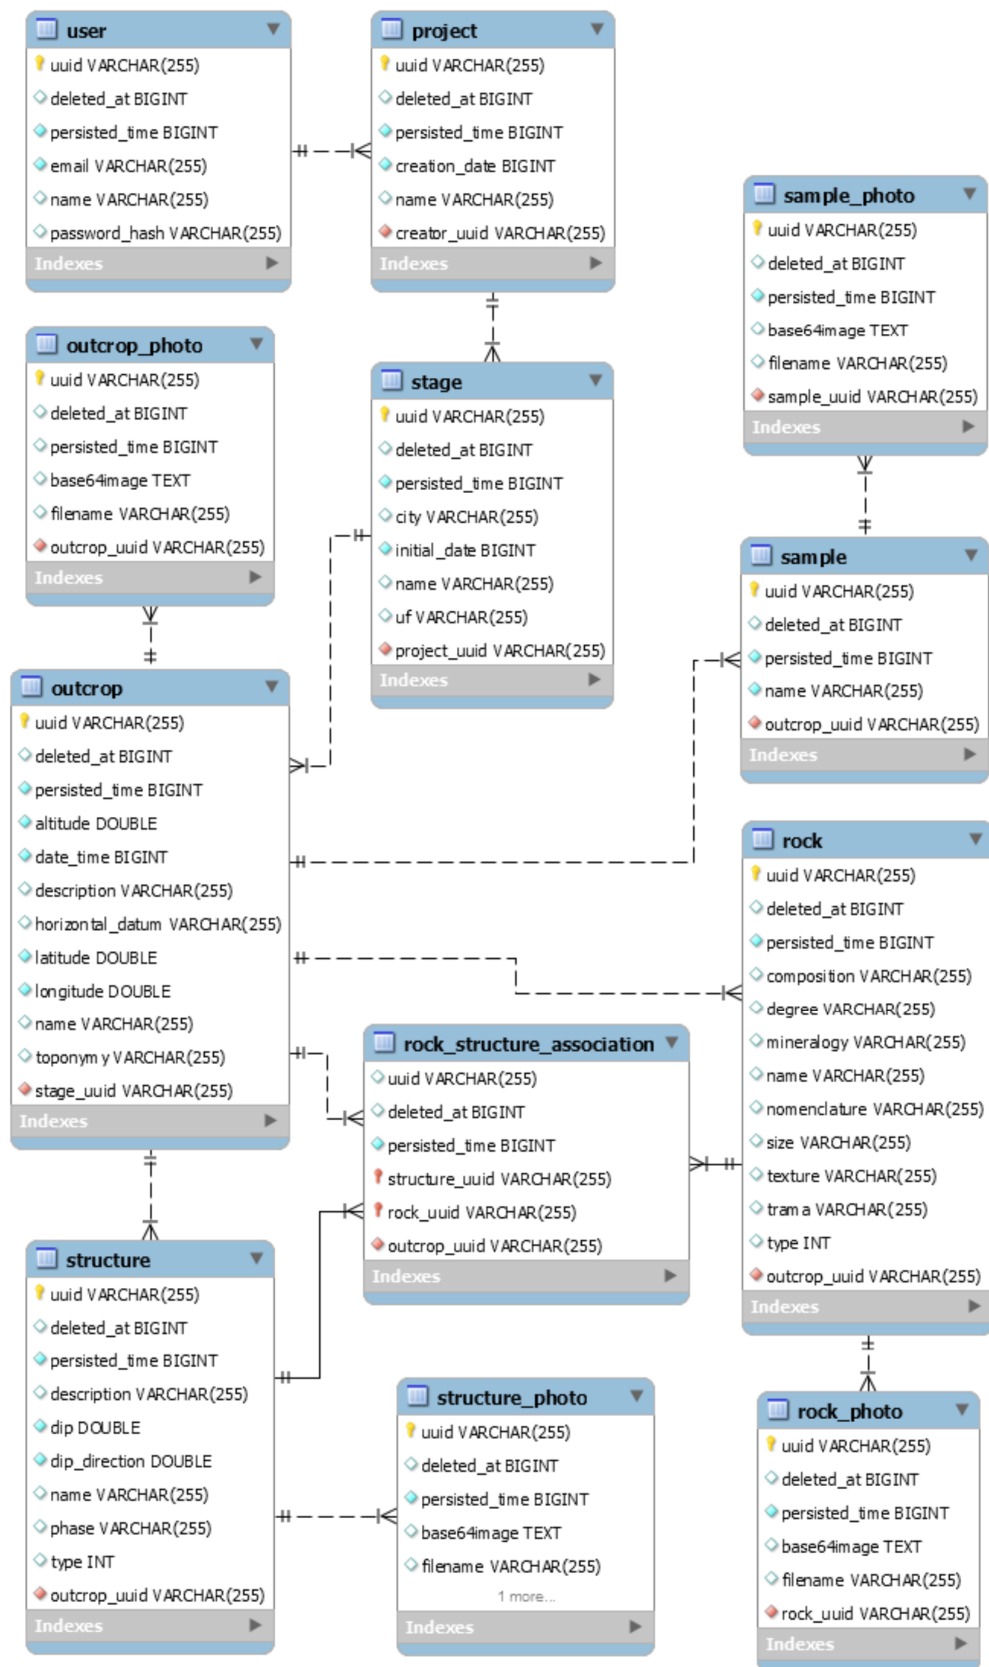 user
uuid VARCHAR(255)
deleted_at BIGINT
persisted_time BIGINT
email VARCHAR(255)
name VARCHAR(255)
password_hash VARCHAR(255)
Indexes
project
uuid VARCHAR(255)
deleted_at BIGINT
persisted_time BIGINT
creation_date BIGINT
name VARCHAR(255)
creator_uuid VARCHAR(255)
Indexes
sample_photo
uuid VARCHAR(255)
deleted_at BIGINT
persisted_time BIGINT
base64image TEXT
filename VARCHAR(255)
sample_uuid VARCHAR(255)
Indexes
outcrop_photo
uuid VARCHAR(255)
deleted_at BIGINT
persisted_time BIGINT
base64image TEXT
filename VARCHAR(255)
outcrop_uuid VARCHAR(255)
Indexes
stage
uuid VARCHAR(255)
deleted_at BIGINT
persisted_time BIGINT
city VARCHAR(255)
initial_date BIGINT
name VARCHAR(255)
uf VARCHAR(255)
project_uuid VARCHAR(255)
Indexes
sample
uuid VARCHAR(255)
deleted_at BIGINT
persisted_time BIGINT
name VARCHAR(255)
outcrop_uuid VARCHAR(255)
Indexes
outcrop
uuid VARCHAR(255)
deleted_at BIGINT
persisted_time BIGINT
altitude DOUBLE
date_time BIGINT
description VARCHAR(255)
horizontal_datum VARCHAR(255)
latitude DOUBLE
longitude DOUBLE
name VARCHAR(255)
toponymy VARCHAR(255)
stage_uuid VARCHAR(255)
Indexes
rock
uuid VARCHAR(255)
deleted_at BIGINT
persisted_time BIGINT
composition VARCHAR(255)
degree VARCHAR(255)
mineralogy VARCHAR(255)
name VARCHAR(255)
nomenclature VARCHAR(255)
size VARCHAR(255)
texture VARCHAR(255)
trama VARCHAR(255)
type INT
outcrop_uuid VARCHAR(255)
Indexes
rock_structure_association
uuid VARCHAR(255)
deleted_at BIGINT
persisted_time BIGINT
structure_uuid VARCHAR(255)
rock_uuid VARCHAR(255)
outcrop_uuid VARCHAR(255)
Indexes
structure
uuid VARCHAR(255)
deleted_at BIGINT
persisted_time BIGINT
description VARCHAR(255)
dip DOUBLE
dip_direction DOUBLE
name VARCHAR(255)
phase VARCHAR(255)
type INT
outcrop_uuid VARCHAR(255)
Indexes
structure_photo
uuid VARCHAR(255)
deleted_at BIGINT
persisted_time BIGINT
base64image TEXT
filename VARCHAR(255)
1 more...
Indexes
rock_photo
uuid VARCHAR(255)
deleted_at BIGINT
persisted_time BIGINT
base64image TEXT
filename VARCHAR(255)
rock_uuid VARCHAR(255)
Indexes